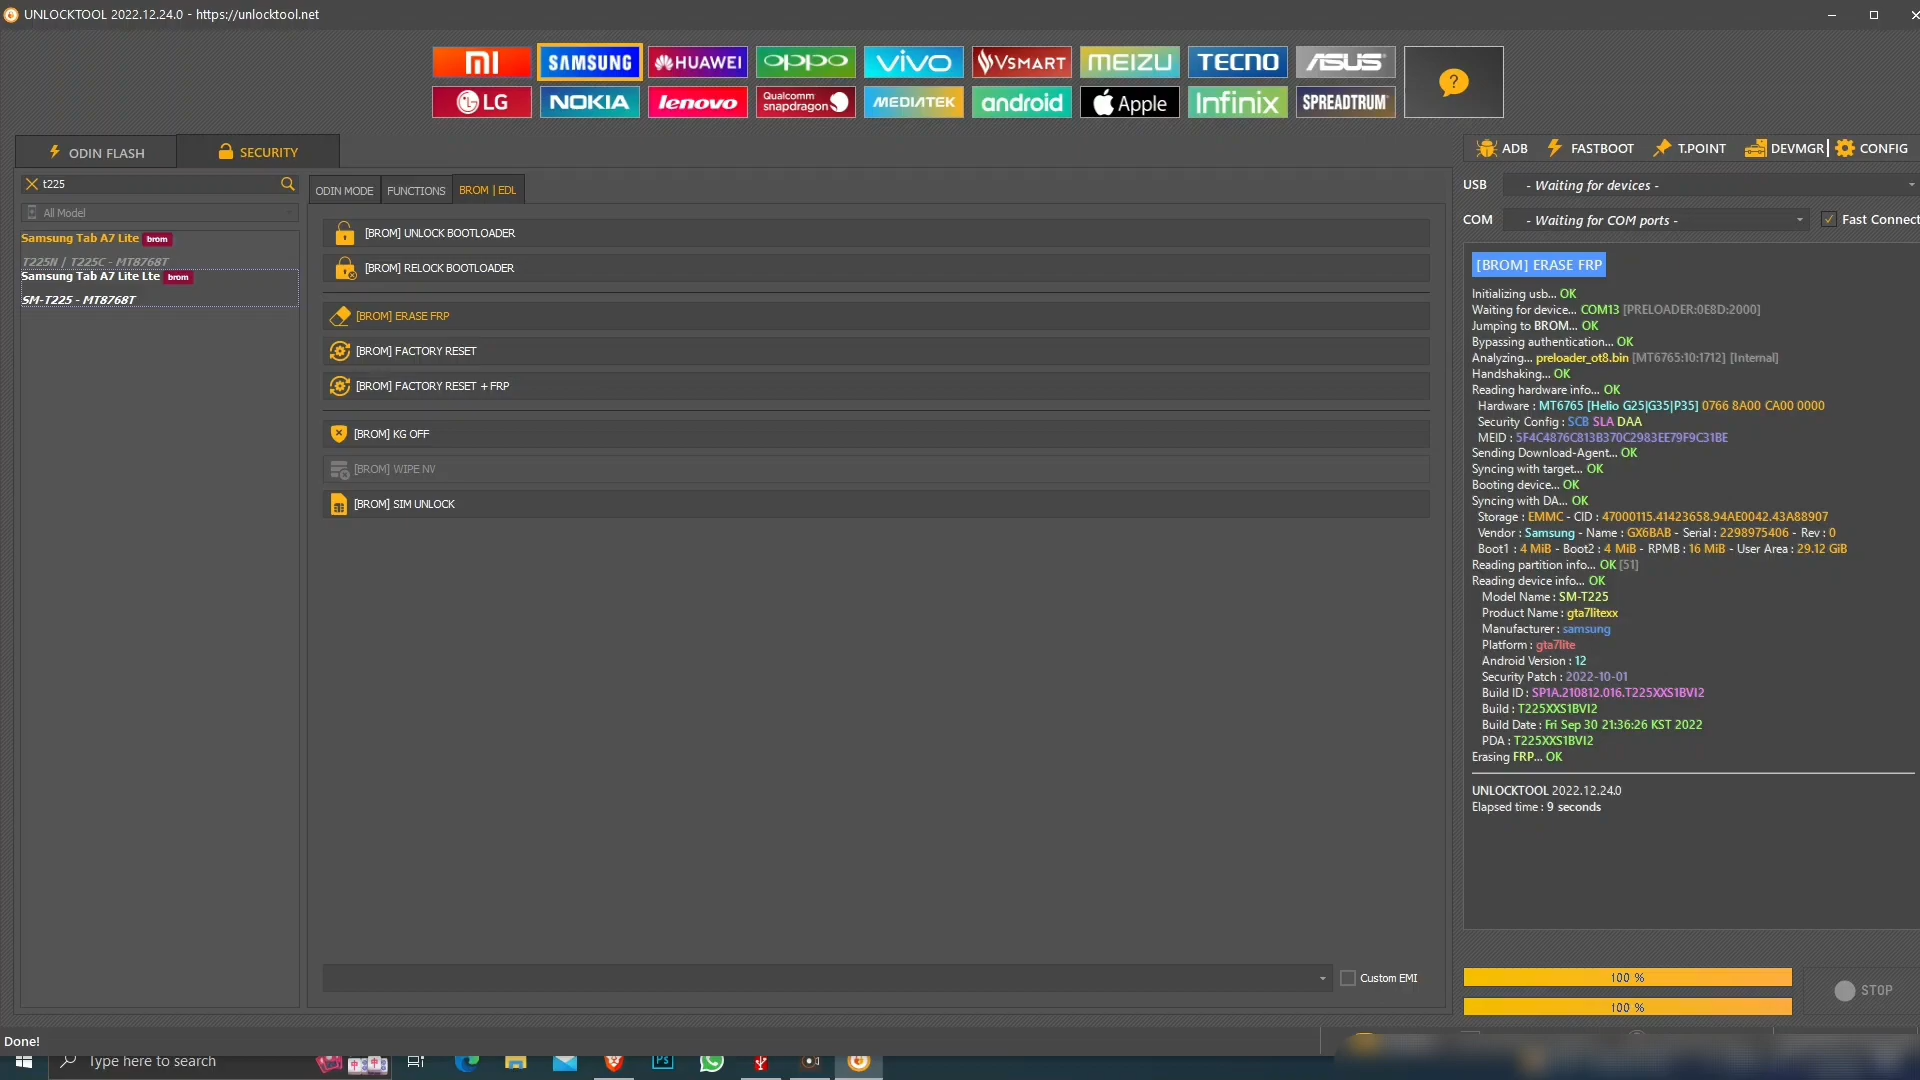 UNLOCKTOOL 2022.12.24.0 - https://unlocktool.net
SAMSUNG HUAWEI oppo vivo VSMART MEIZU TECNO ASUS
LG NOKIA lenovo Qualcomm snapdragon MEDIATEK android Apple Infinix SPREADTRUM
?
ODIN FLASH SECURITY
ADB FASTBOOT T.POINT DEVMGR CONFIG
t225
All Model
Samsung Tab A7 Lite brom
T225N / T225C - MT8768T
Samsung Tab A7 Lite Lte brom
SM-T225 - MT8768T
ODIN MODE FUNCTIONS BROM | EDL
[BROM] UNLOCK BOOTLOADER
[BROM] RELOCK BOOTLOADER
[BROM] ERASE FRP
[BROM] FACTORY RESET
[BROM] FACTORY RESET + FRP
[BROM] KG OFF
[BROM] WIPE NV
[BROM] SIM UNLOCK
Custom EMI
USB - Waiting for devices -
COM - Waiting for COM ports - Fast Connect
[BROM] ERASE FRP
Initializing usb... OK
Waiting for device... COM13 [PRELOADER:0E8D:2000]
Jumping to BROM... OK
Bypassing authentication... OK
Analyzing... preloader_ot8.bin [MT6765:10:1712] [Internal]
Handshaking... OK
Reading hardware info... OK
Hardware : MT6765 [Helio G25|G35|P35] 0766 8A00 CA00 0000
Security Config : SCB SLA DAA
MEID : 5F4C4876C813B370C2983EE79F9C31BE
Sending Download-Agent... OK
Syncing with target... OK
Booting device... OK
Syncing with DA... OK
Storage : EMMC - CID : 47000115.41423658.94AE0042.43A88907
Vendor : Samsung - Name : GX6BAB - Serial : 2298975406 - Rev : 0
Boot1 : 4 MiB - Boot2 : 4 MiB - RPMB : 16 MiB - User Area : 29.12 GiB
Reading partition info... OK [51]
Reading device info... OK
Model Name : SM-T225
Product Name : gta7litexx
Manufacturer : samsung
Platform : gta7lite
Android Version : 12
Security Patch : 2022-10-01
Build ID : SP1A.210812.016.T225XXS1BVI2
Build : T225XXS1BVI2
Build Date : Fri Sep 30 21:36:26 KST 2022
PDA : T225XXS1BVI2
Erasing FRP... OK
UNLOCKTOOL 2022.12.24.0
Elapsed time : 9 seconds
100 %
100 %
STOP
Done!
Type here to search
Ps